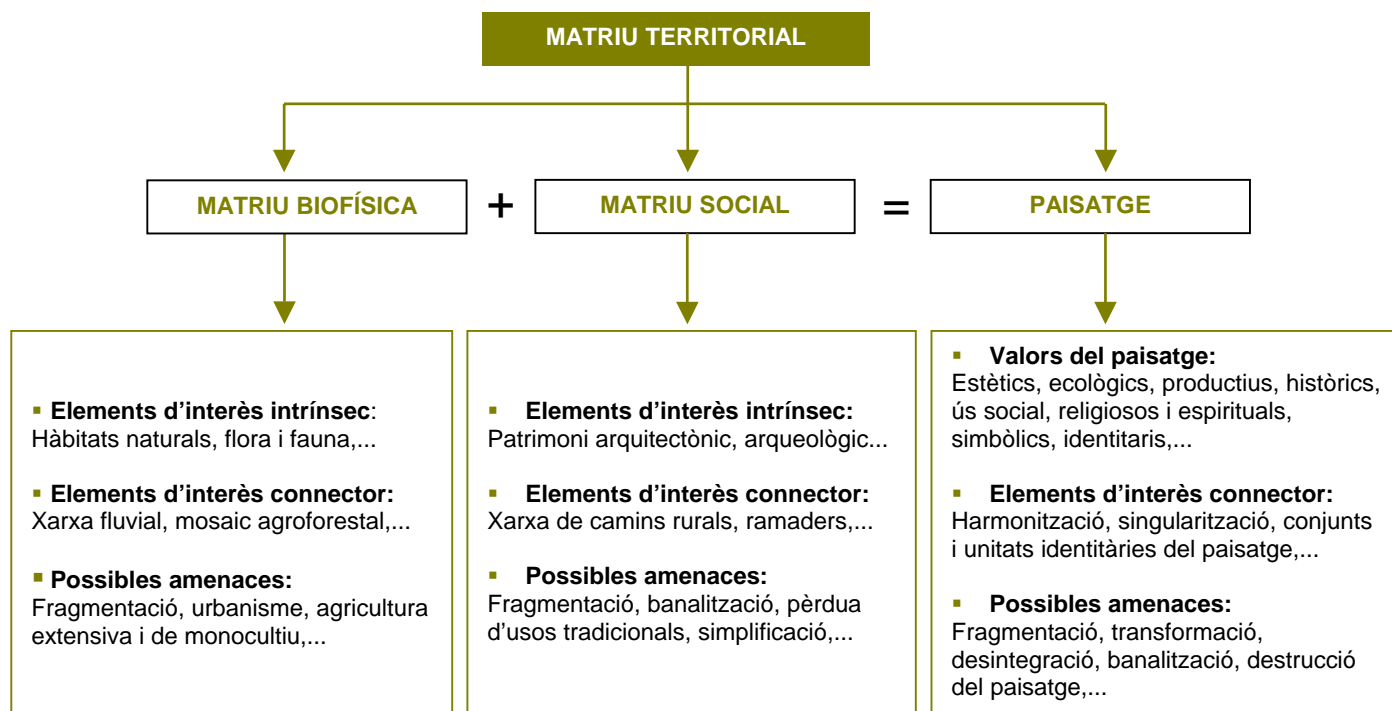 MATRIU TERRITORIAL
MATRIU BIOFÍSICA
+
MATRIU SOCIAL
=
PAISATGE
▪ Elements d’interès intrínsec:
Hàbitats naturals, flora i fauna,...
▪ Elements d’interès connector:
Xarxa fluvial, mosaic agroforestal,...
▪ Possibles amenaces:
Fragmentació, urbanisme, agricultura
extensiva i de monocultiu,...
▪ Elements d’interès intrínsec:
Patrimoni arquitectònic, arqueològic...
▪ Elements d’interès connector:
Xarxa de camins rurals, ramaders,...
▪ Possibles amenaces:
Fragmentació, banalització, pèrdua
d’usos tradicionals, simplificació,...
▪ Valors del paisatge:
Estètics, ecològics, productius, històrics,
ús social, religiosos i espirituals,
simbòlics, identitaris,...
▪ Elements d’interès connector:
Harmonització, singularització, conjunts
i unitats identitàries del paisatge,...
▪ Possibles amenaces:
Fragmentació, transformació,
desintegració, banalització, destrucció
del paisatge,...